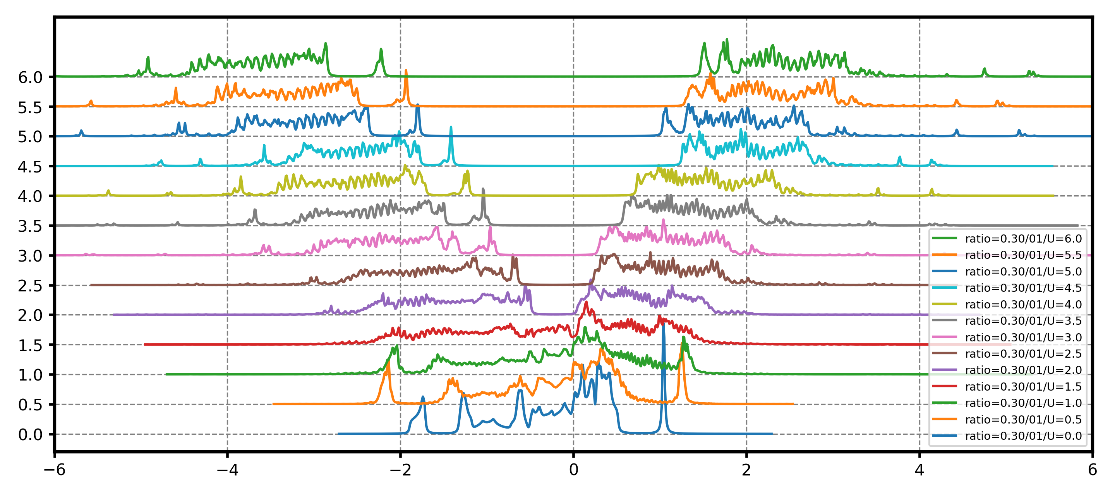 6.0
5.5
5.0
4.5
4.0
3.5
3.0
2.5
2.0
1.5
1.0
0.5
0.0
ratio=0.30/01/U=6.0
ratio=0.30/01/U=5.5
ratio=0.30/01/U=5.0
ratio=0.30/01/U=4.5
ratio=0.30/01/U=4.0
ratio=0.30/01/U=3.5
ratio=0.30/01/U=3.0
ratio=0.30/01/U=2.5
ratio=0.30/01/U=2.0
ratio=0.30/01/U=1.5
ratio=0.30/01/U=1.0
ratio=0.30/01/U=0.5
ratio=0.30/01/U=0.0
−6 −4 −2 0 2 4 6